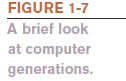 FIGURE 1-7
A brief look
at computer
generations.